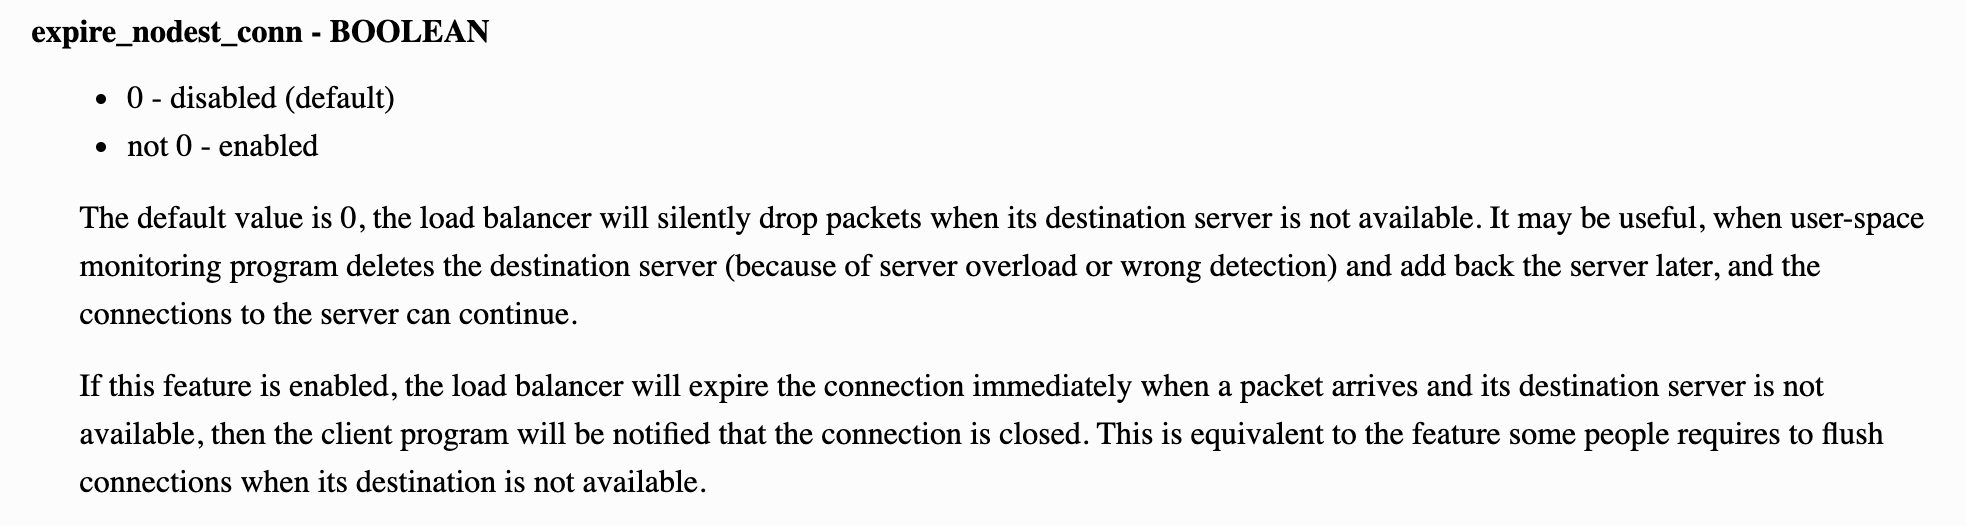 expire_nodest_conn - BOOLEAN
• 0 - disabled (default)
• not 0 - enabled
The default value is 0, the load balancer will silently drop packets when its destination server is not available. It may be useful, when user-space
monitoring program deletes the destination server (because of server overload or wrong detection) and add back the server later, and the
connections to the server can continue.
If this feature is enabled, the load balancer will expire the connection immediately when a packet arrives and its destination server is not
available, then the client program will be notified that the connection is closed. This is equivalent to the feature some people requires to flush
connections when its destination is not available.